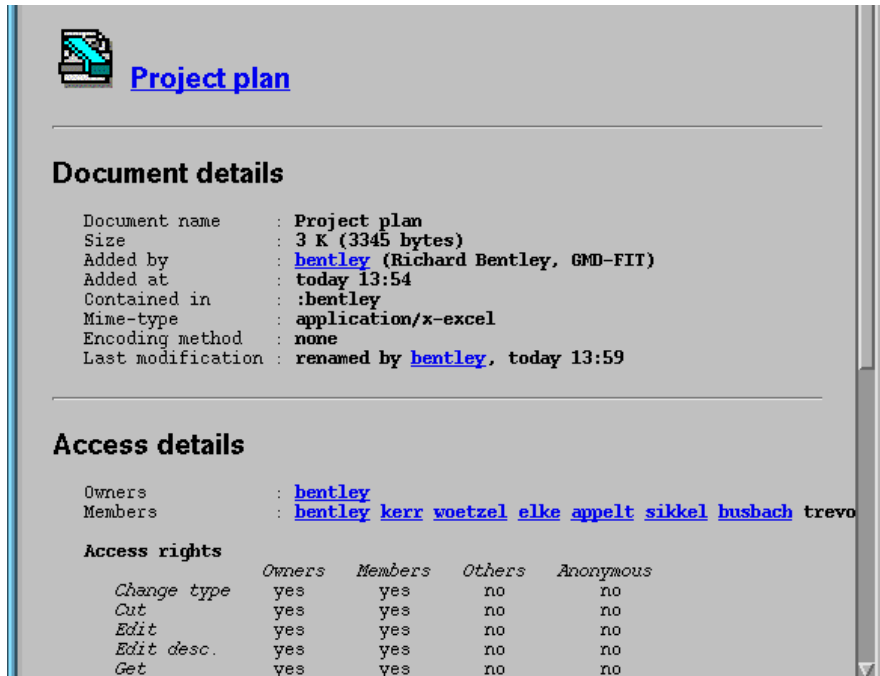 Project plan
Document details
Document name : Project plan
Size : 3 K (3345 bytes)
Added by : bentley (Richard Bentley, GMD-FIT)
Added at : today 13:54
Contained in : :bentley
Mime-type : application/x-excel
Encoding method : none
Last modification : renamed by bentley, today 13:59
Access details
Owners : bentley
Members : bentley kerr woetzel elke appelt sikkel busbach trevo
Access rights
Owners Members Others Anonymous
Change type yes yes no no
Cut yes yes no no
Edit yes yes no no
Edit desc. yes yes no no
Get yes yes no no